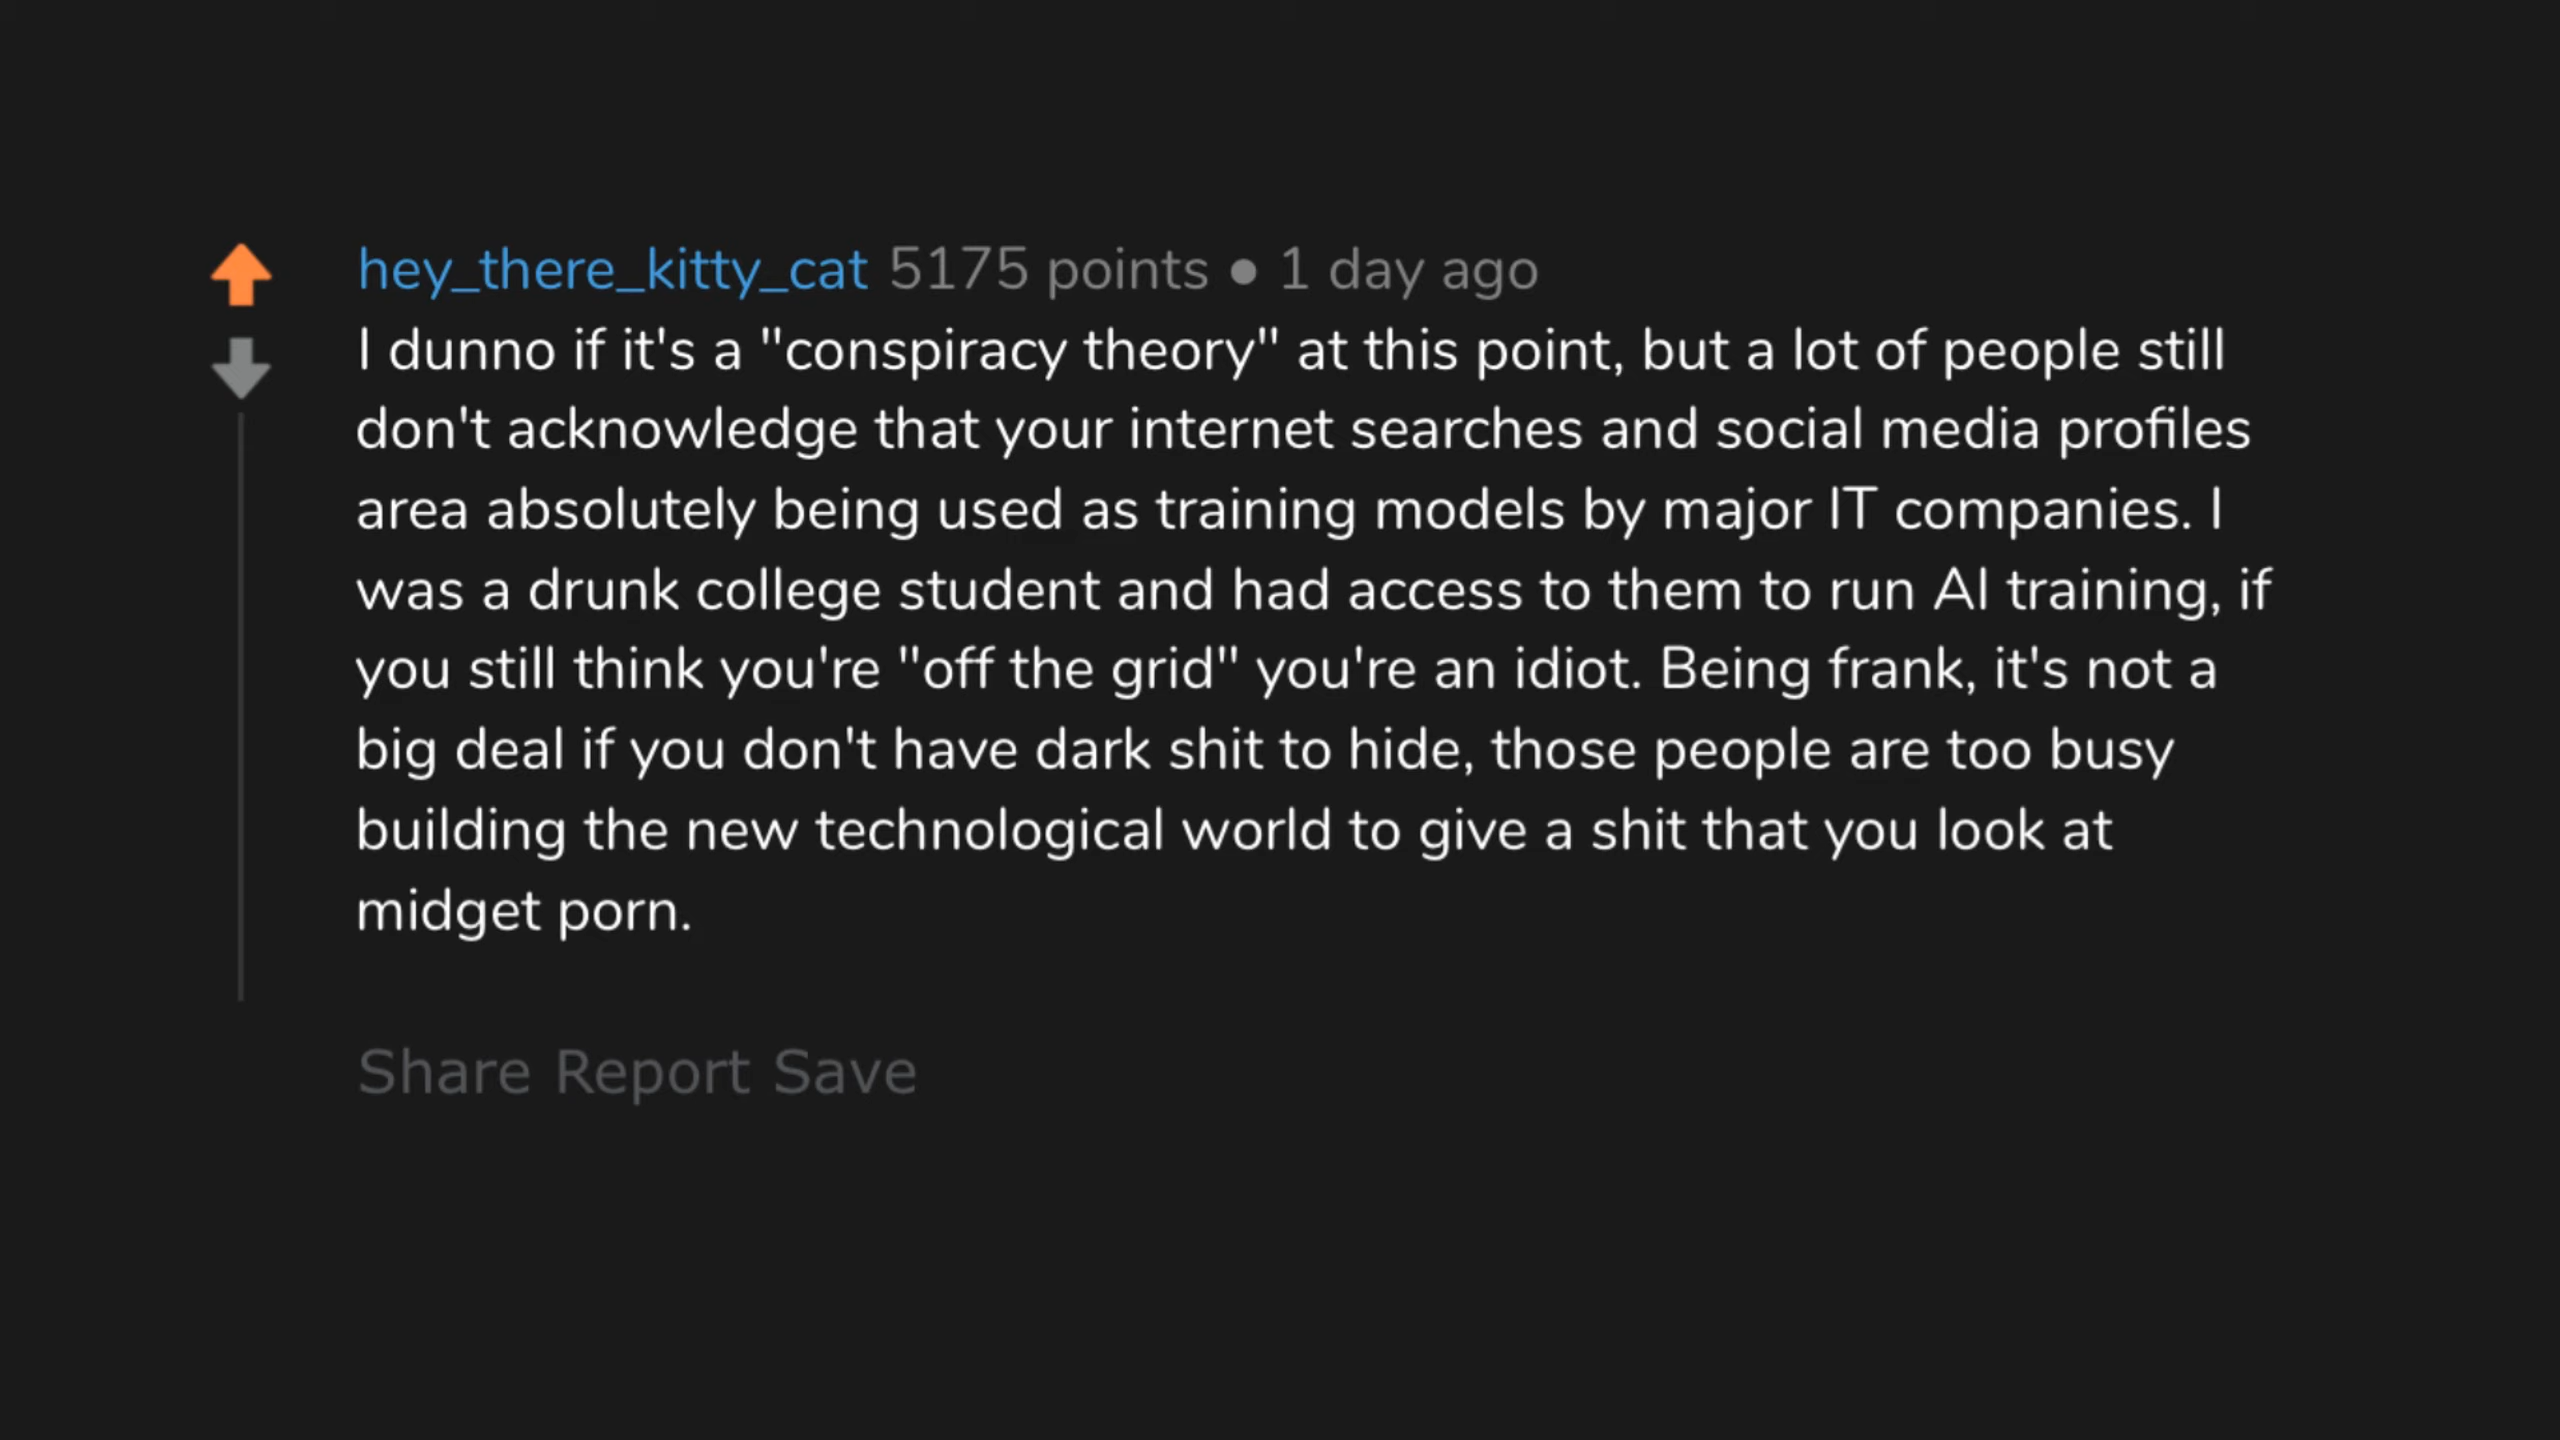 hey_there_kitty_cat 5175 points • 1 day ago
I dunno if it's a "conspiracy theory" at this point, but a lot of people still
don't acknowledge that your internet searches and social media profiles
area absolutely being used as training models by major IT companies. I
was a drunk college student and had access to them to run AI training, if
you still think you're "off the grid" you're an idiot. Being frank, it's not a
big deal if you don't have dark shit to hide, those people are too busy
building the new technological world to give a shit that you look at
midget porn.
Share Report Save